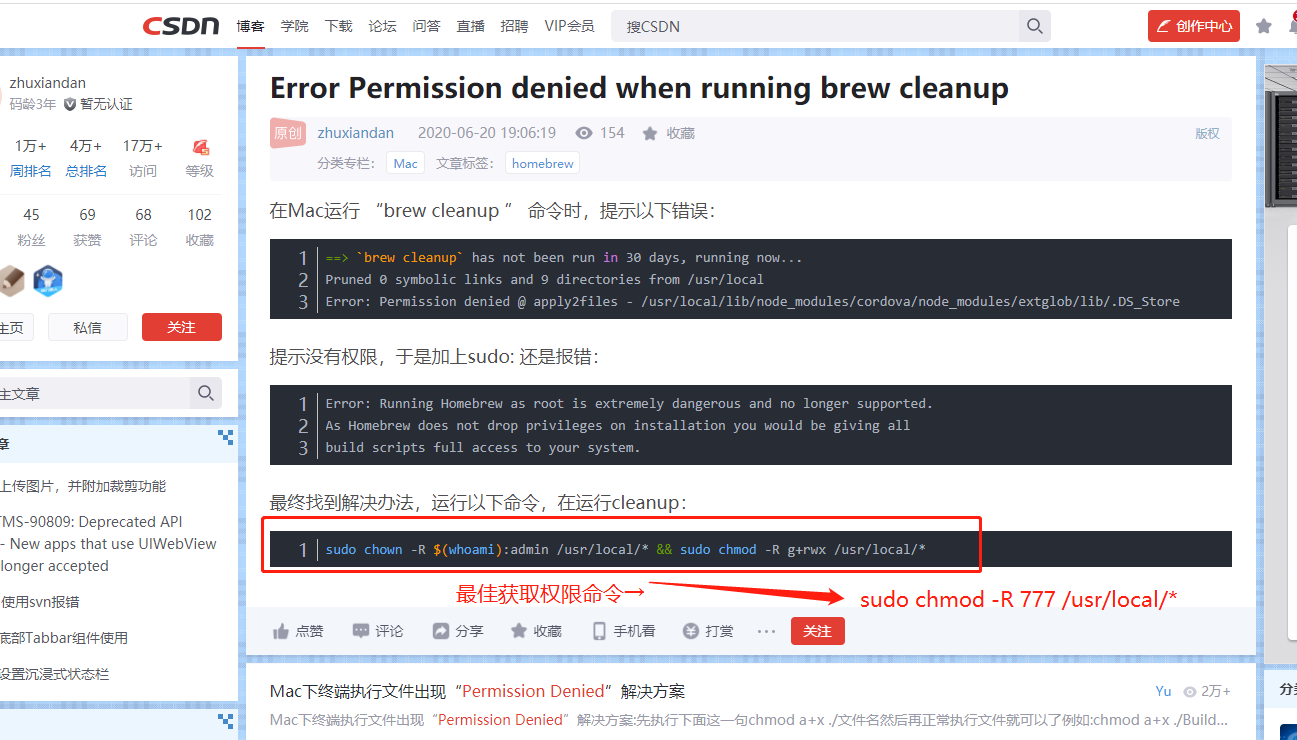 CSDN 博客 学院 下载 论坛 问答 直播 招聘 VIP会员 搜CSDN 创作中心
zhuxiandan
码龄3年 暂无认证
1万+ 4万+ 17万+
周排名 总排名 访问 等级
45 69 68 102
粉丝 获赞 评论 收藏
主页 私信 关注
主文章
章
上传图片，并附加裁剪功能
TMS-90809: Deprecated API
- New apps that use UIWebView
longer accepted
使用svn报错
底部Tabbar组件使用
设置沉浸式状态栏
Error Permission denied when running brew cleanup
原创 zhuxiandan 2020-06-20 19:06:19 154 收藏 版权
分类专栏： Mac 文章标签： homebrew
在Mac运行 “brew cleanup ” 命令时，提示以下错误：
1 ==> `brew cleanup` has not been run in 30 days, running now...
2 Pruned 0 symbolic links and 9 directories from /usr/local
3 Error: Permission denied @ apply2files - /usr/local/lib/node_modules/cordova/node_modules/extglob/lib/.DS_Store
提示没有权限，于是加上sudo: 还是报错：
1 Error: Running Homebrew as root is extremely dangerous and no longer supported.
2 As Homebrew does not drop privileges on installation you would be giving all
3 build scripts full access to your system.
最终找到解决办法，运行以下命令，在运行cleanup：
1 sudo chown -R $(whoami):admin /usr/local/* && sudo chmod -R g+rwx /usr/local/*
最佳获取权限命令→ sudo chmod -R 777 /usr/local/*
点赞 评论 分享 收藏 手机看 打赏 ··· 关注
Mac下终端执行文件出现“Permission Denied”解决方案 Yu 2万+
Mac下终端执行文件出现“Permission Denied”解决方案:先执行下面这一句chmod a+x ./文件名然后再正常执行文件就可以了例如:chmod a+x ./Build...
分类